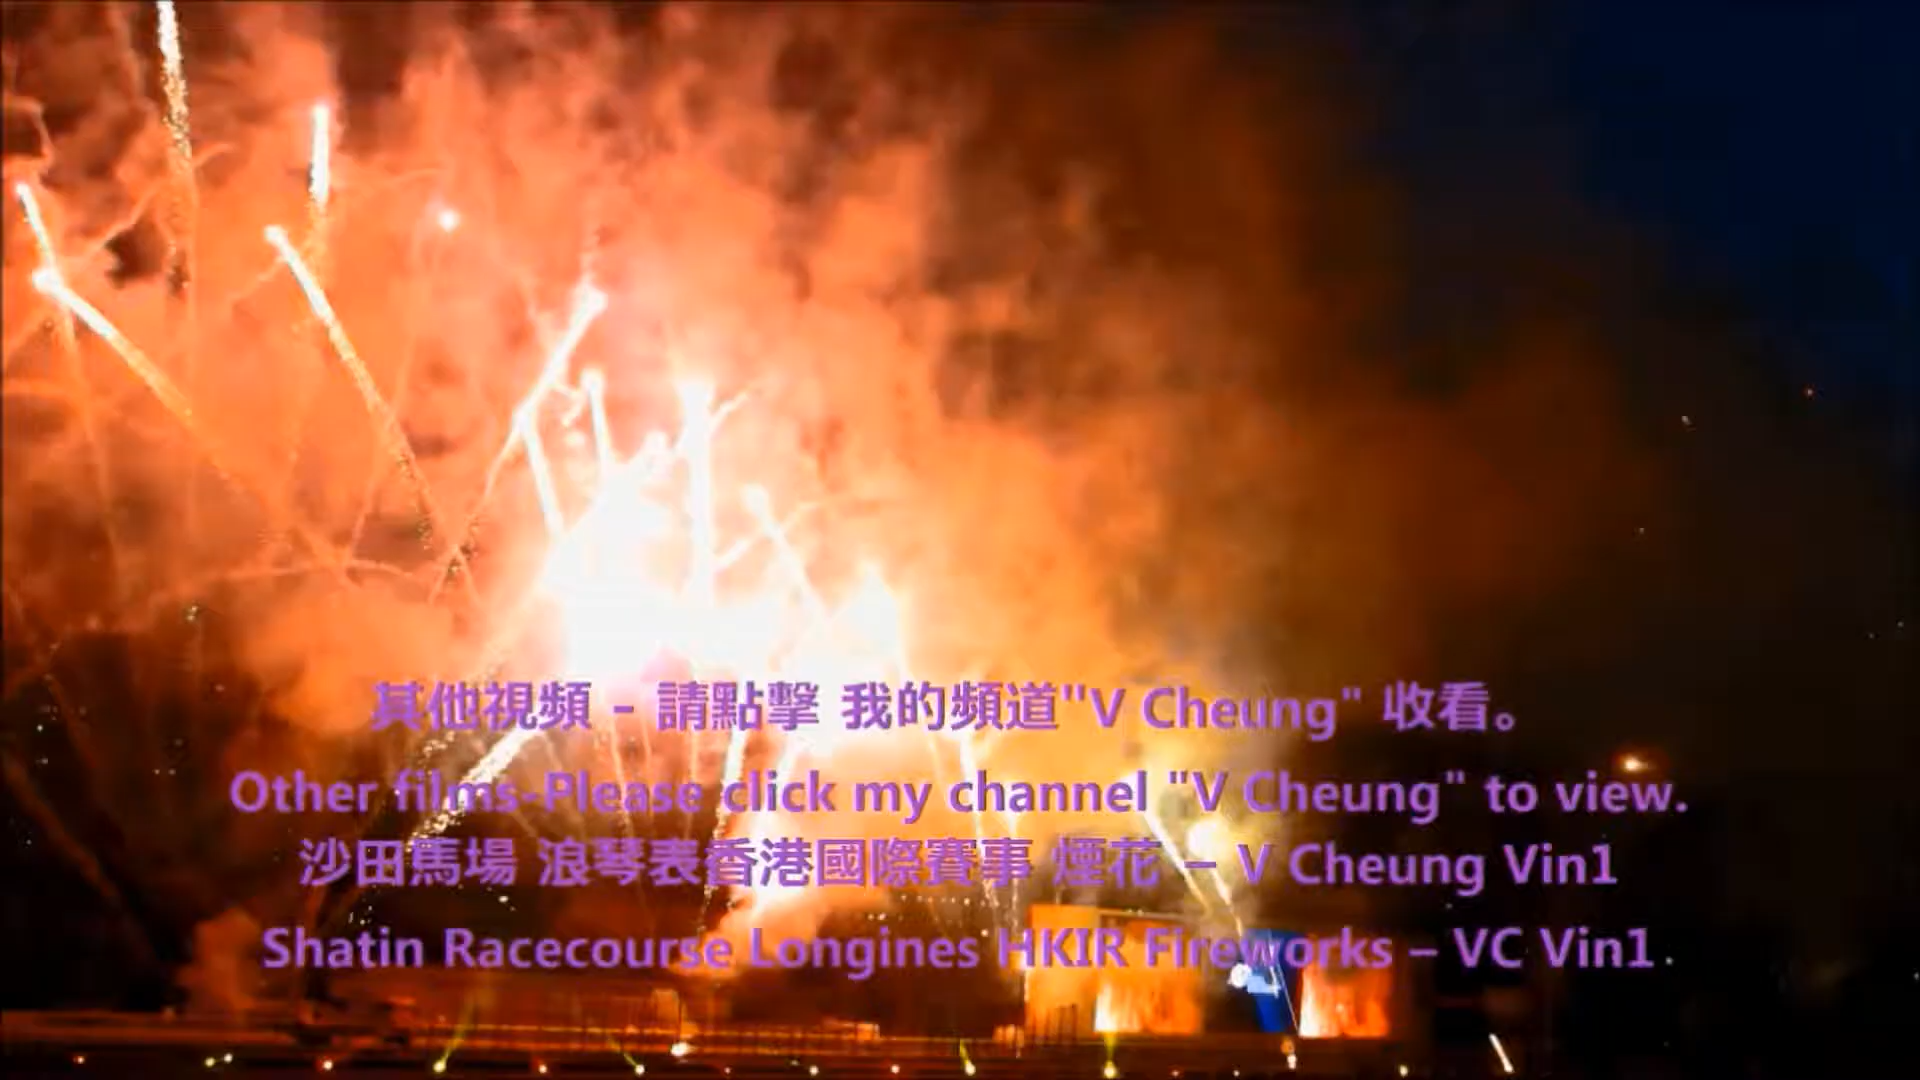 其他視頻 - 請點擊 我的頻道"V Cheung" 收看。
Other films-Please click my channel "V Cheung" to view.
沙田馬場 浪琴表香港國際賽事 煙花 – V Cheung Vin1
Shatin Racecourse Longines HKIR Fireworks – VC Vin1